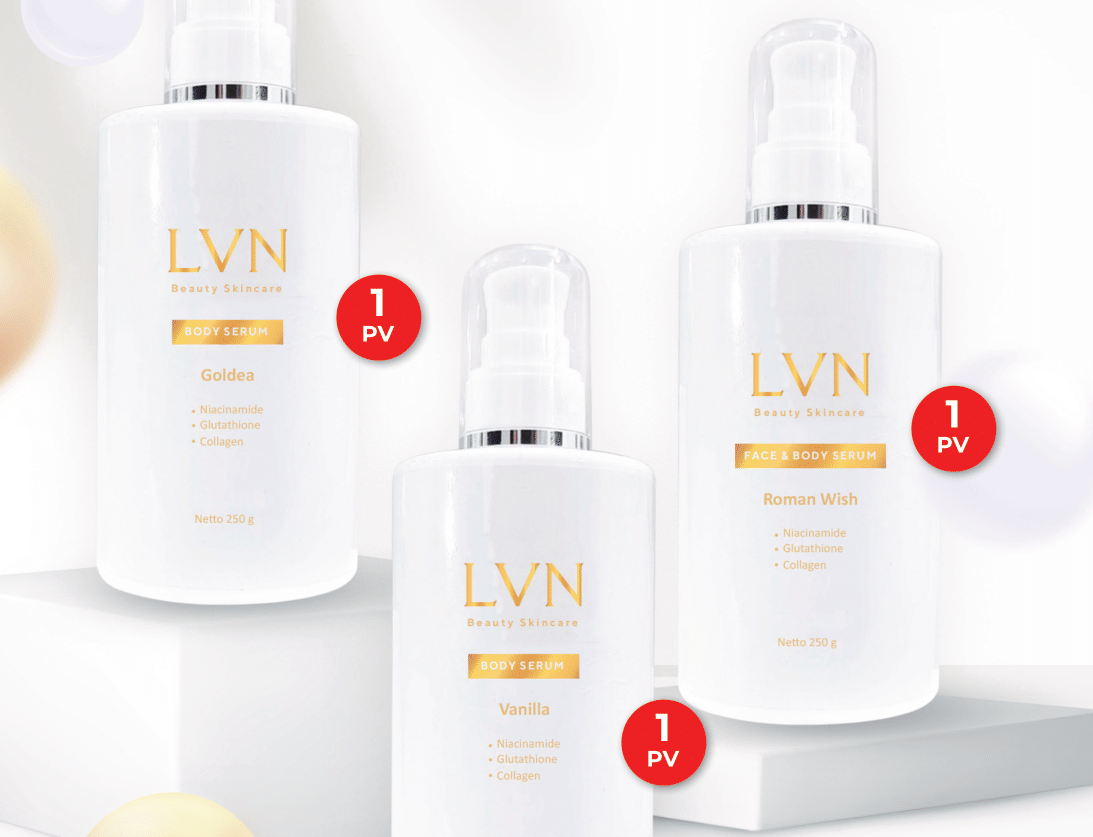 LVN
Beauty Skincare
BODY SERUM
Goldea
• Niacinamide
• Glutathione
• Collagen
Netto 250 g
1
PV
LVN
Beauty Skincare
FACE & BODY SERUM
Roman Wish
• Niacinamide
• Glutathione
• Collagen
Netto 250 g
1
PV
LVN
Beauty Skincare
BODY SERUM
Vanilla
• Niacinamide
• Glutathione
• Collagen
1
PV